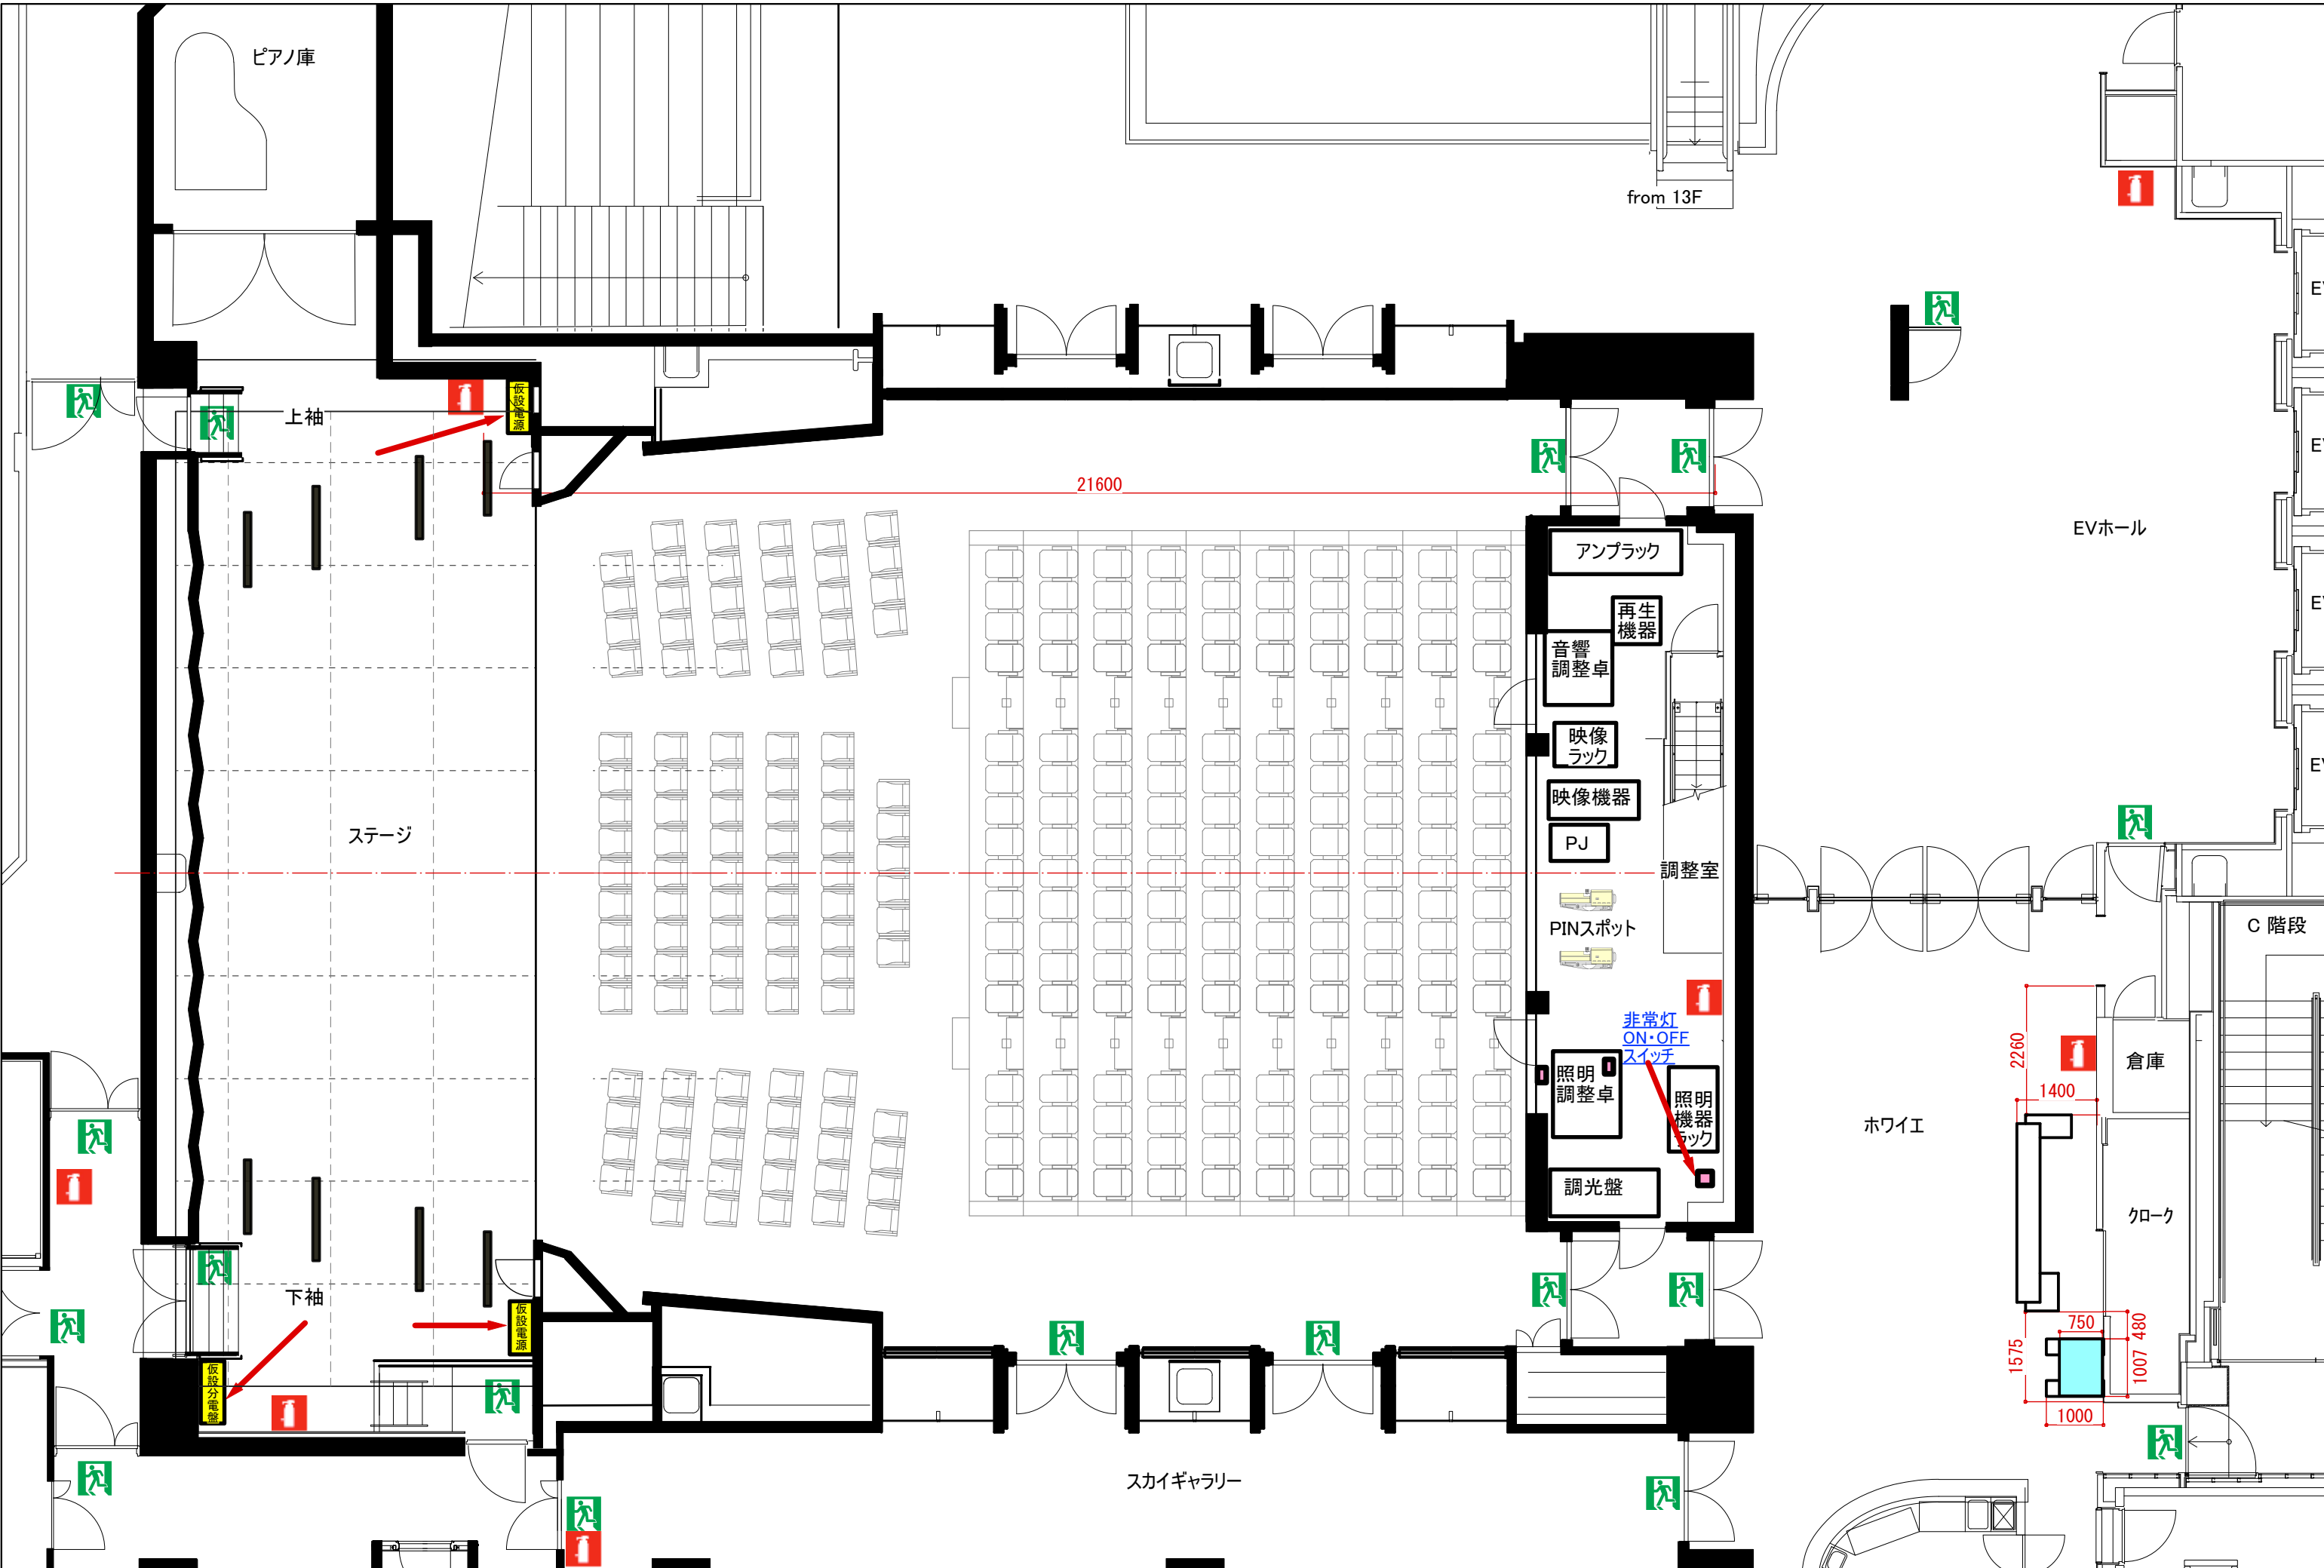 ピアノ庫
from 13F
上袖
仮設電源
21600
EVホール
アンプラック
再生
機器
音響
調整卓
映像
ラック
映像機器
PJ
調整室
ステージ
PINスポット
C 階段
非常灯
ON・OFF
スイッチ
照明
調整卓
照明
機器
ラック
調光盤
2260
1400
倉庫
ホワイエ
クローク
下袖
仮設電源
仮設分電盤
750
480
1575
1007
1000
スカイギャラリー